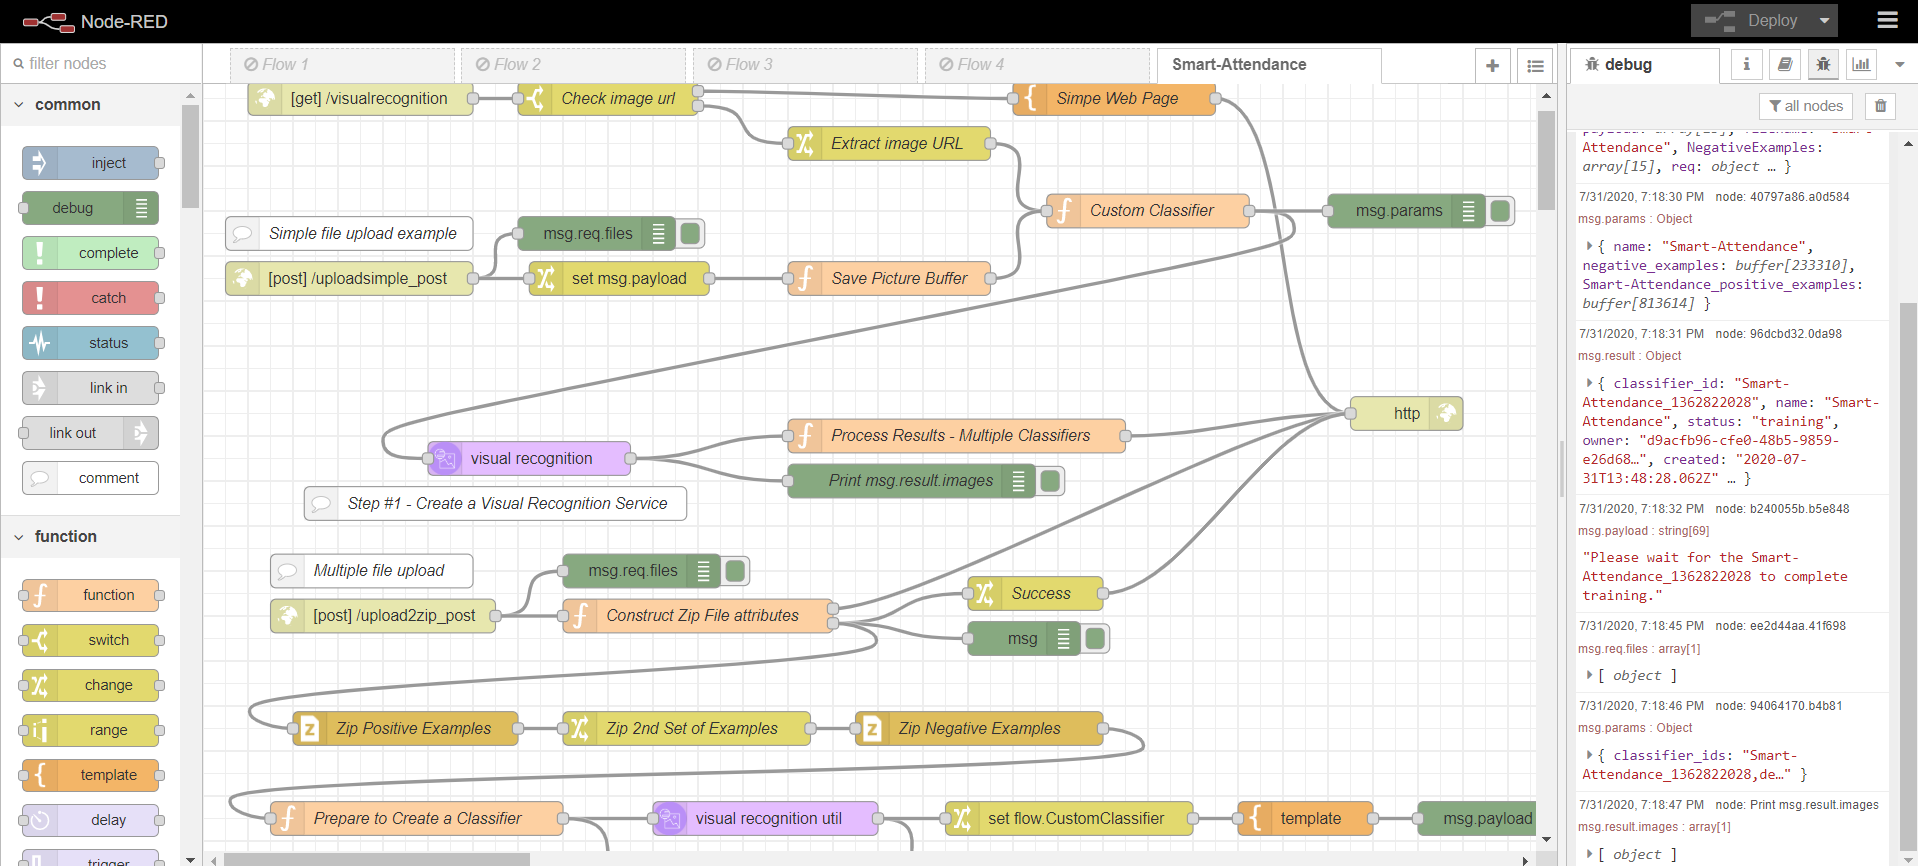 Node-RED
Deploy
filter nodes
Flow 1
Flow 2
Flow 3
Flow 4
Smart-Attendance
debug
i
all nodes
common
inject
debug
complete
catch
status
link in
link out
comment
function
function
switch
change
range
template
delay
trigger
[get] /visualrecognition
Check image url
Simpe Web Page
Extract image URL
Custom Classifier
msg.params
Simple file upload example
msg.req.files
[post] /uploadsimple_post
set msg.payload
Save Picture Buffer
http
Process Results - Multiple Classifiers
visual recognition
Print msg.result.images
Step #1 - Create a Visual Recognition Service
Multiple file upload
msg.req.files
Success
[post] /upload2zip_post
Construct Zip File attributes
msg
Zip Positive Examples
Zip 2nd Set of Examples
Zip Negative Examples
Prepare to Create a Classifier
visual recognition util
set flow.CustomClassifier
template
msg.payload
payload: array[15], filename: "Smart-
Attendance", NegativeExamples:
array[15], req: object … }
7/31/2020, 7:18:30 PM node: 40797a86.a0d584
msg.params : Object
{ name: "Smart-Attendance",
negative_examples: buffer[233310],
Smart-Attendance_positive_examples:
buffer[813614] }
7/31/2020, 7:18:31 PM node: 96dcbd32.0da98
msg.result : Object
{ classifier_id: "Smart-
Attendance_1362822028", name: "Smart-
Attendance", status: "training",
owner: "d9acfb96-cfe0-48b5-9859-
e26d68…", created: "2020-07-
31T13:48:28.062Z" … }
7/31/2020, 7:18:32 PM node: b240055b.b5e848
msg.payload : string[69]
"Please wait for the Smart-
Attendance_1362822028 to complete
training."
7/31/2020, 7:18:45 PM node: ee2d44aa.41f698
msg.req.files : array[1]
[ object ]
7/31/2020, 7:18:46 PM node: 94064170.b4b81
msg.params : Object
{ classifier_ids: "Smart-
Attendance_1362822028,de…" }
7/31/2020, 7:18:47 PM node: Print msg.result.images
msg.result.images : array[1]
[ object ]